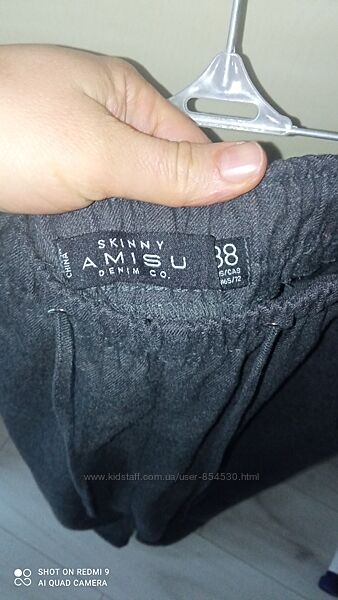 SKINNY
AMISU
DENIM CO
CHINA
38
www.kidstaff.com.ua/user-854530.html
SHOT ON REDMI 9
AI QUAD CAMERA